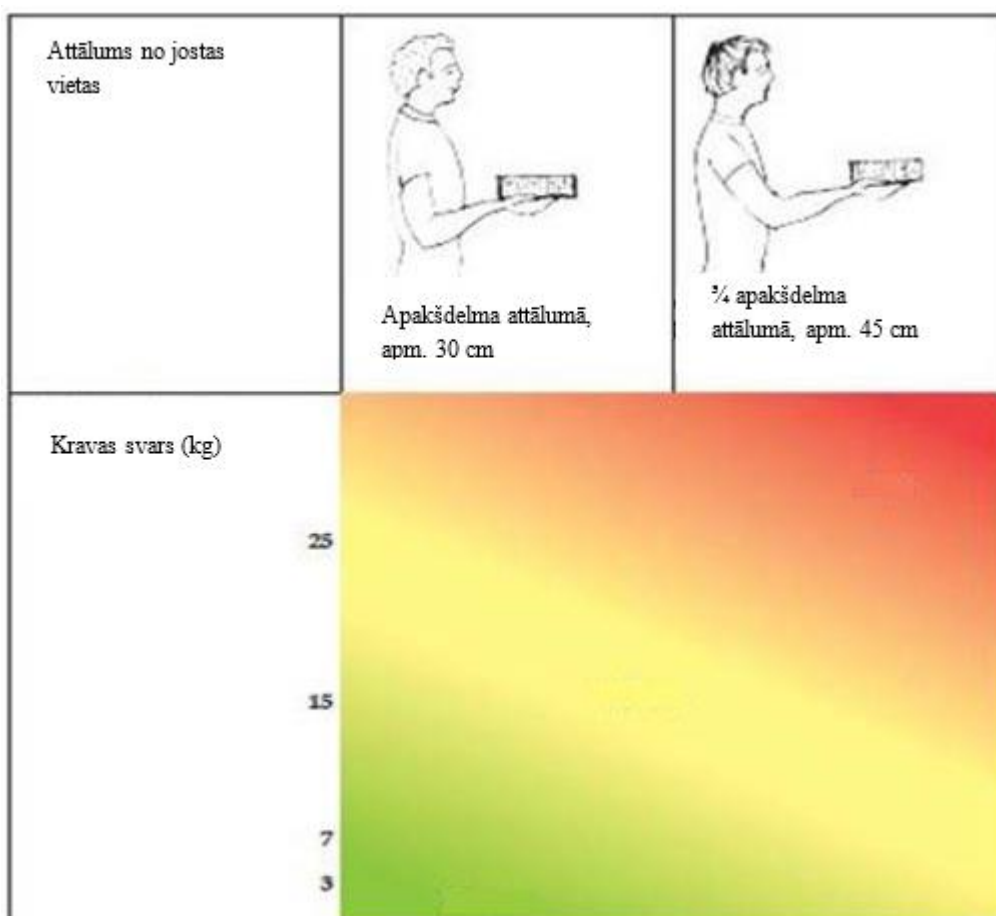 Attālums no jostas
vietas
Apakšdelma attālumā,
apm. 30 cm
¾ apakšdelma
attālumā, apm. 45 cm
Kravas svars (kg)
25
15
7
3